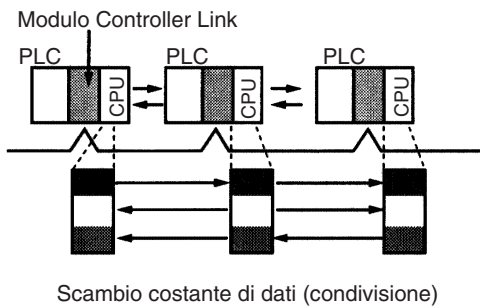 Modulo Controller Link
PLC PLC PLC
CPU CPU CPU
Scambio costante di dati (condivisione)